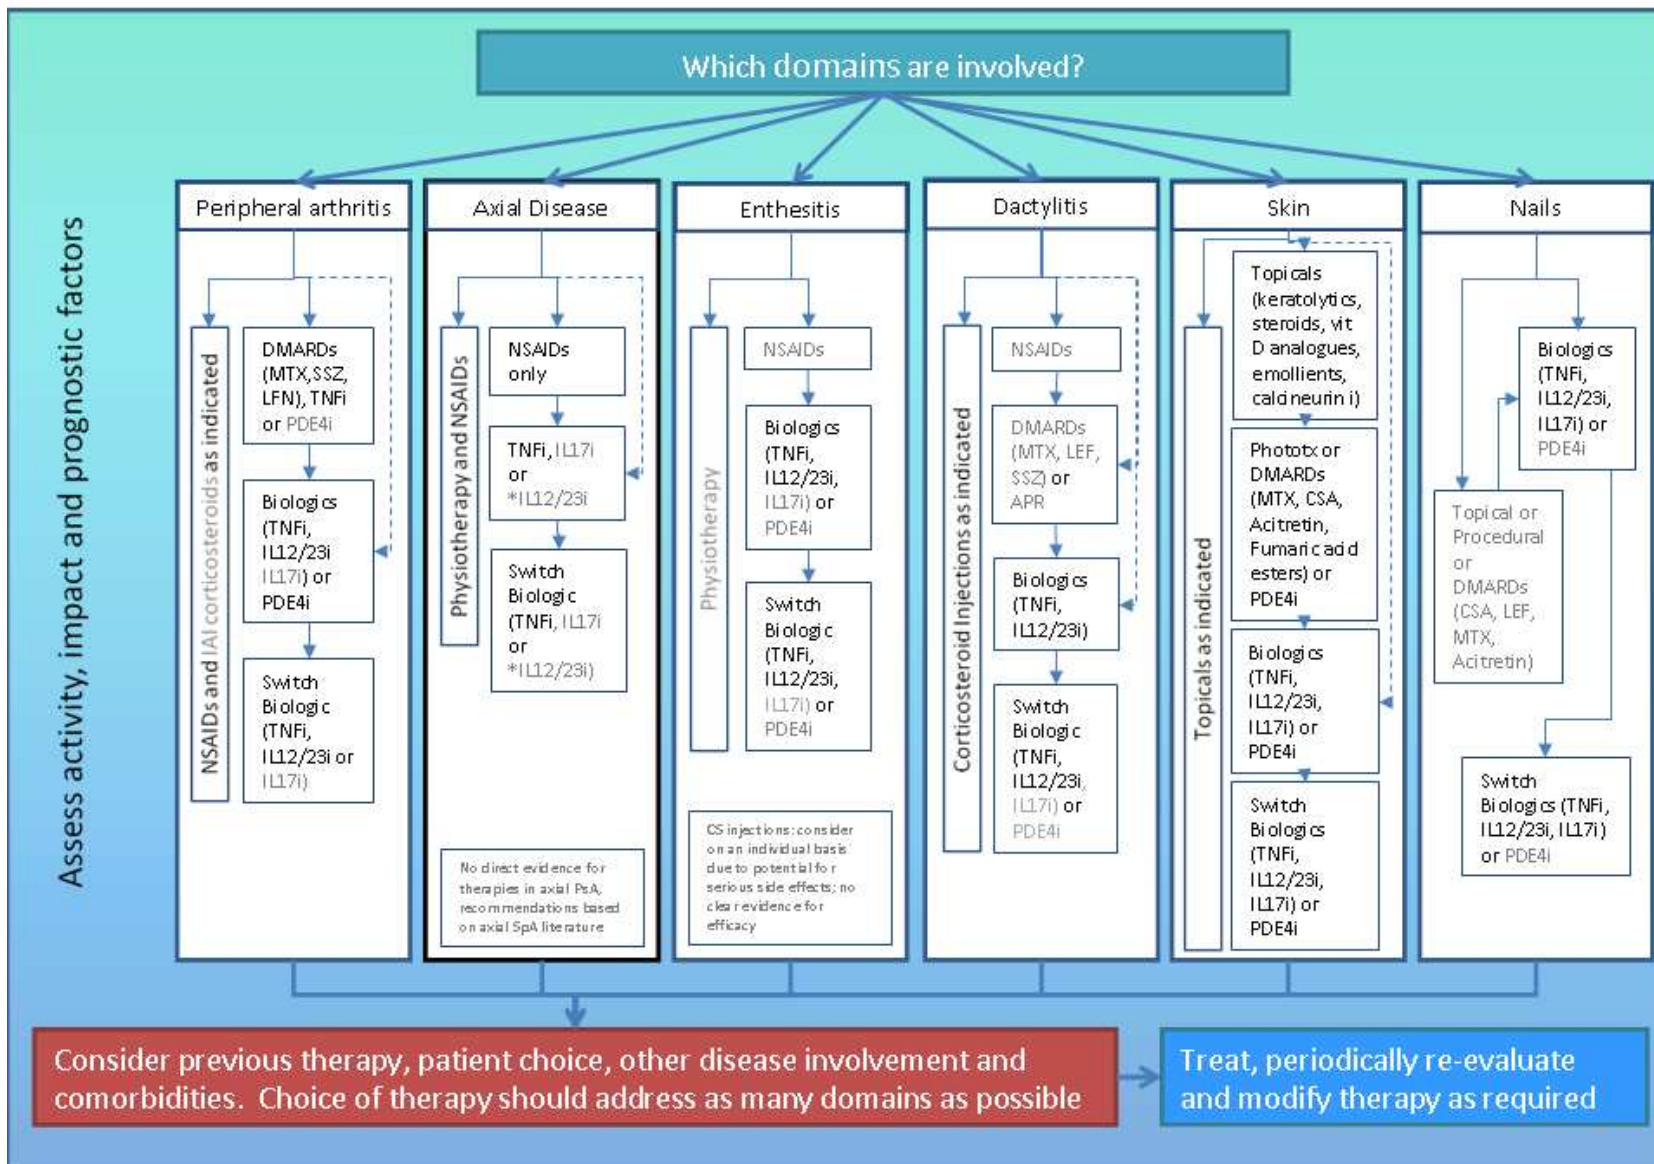 Which domains are involved?
Assess activity, impact and prognostic factors
Peripheral arthritis
NSAIDs and IAI corticosteroids as indicated
DMARDs
(MTX,SSZ,
LFN), TNFi
or PDE4i
Biologics
(TNFi,
IL12/23i
IL17i) or
PDE4i
Switch
Biologic
(TNFi,
IL12/23i or
IL17i)
Axial Disease
Physiotherapy and NSAIDs
NSAIDs
only
TNFi, IL17i
or
*IL12/23i
Switch
Biologic
(TNFi, IL17i
or
*IL12/23i)
No direct evidence for
therapies in axial PsA,
recommendations based
on axial SpA literature
Enthesitis
Physiotherapy
NSAIDs
Biologics
(TNFi,
IL12/23i,
IL17i) or
PDE4i
Switch
Biologic
(TNFi,
IL12/23i,
IL17i) or
PDE4i
CS injections: consider
on an individual basis
due to potential for
serious side effects; no
clear evidence for
efficacy
Dactylitis
Corticosteroid Injections as indicated
NSAIDs
DMARDs
(MTX, LEF,
SSZ) or
APR
Biologics
(TNFi,
IL12/23i)
Switch
Biologic
(TNFi,
IL12/23i,
IL17i) or
PDE4i
Skin
Topicals as indicated
Topicals
(keratolytics,
steroids, vit
D analogues,
emollients,
calcineurin i)
Phototx or
DMARDs
(MTX, CSA,
Acitretin,
Fumaric acid
esters) or
PDE4i
Biologics
(TNFi,
IL12/23i,
IL17i) or
PDE4i
Switch
Biologics
(TNFi,
IL12/23i,
IL17i) or
PDE4i
Nails
Biologics
(TNFi,
IL12/23i,
IL17i) or
PDE4i
Topical or
Procedural
or
DMARDs
(CSA, LEF,
MTX,
Acitretin)
Switch
Biologics (TNFi,
IL12/23i, IL17i)
or PDE4i
Consider previous therapy, patient choice, other disease involvement and
comorbidities. Choice of therapy should address as many domains as possible
Treat, periodically re-evaluate
and modify therapy as required